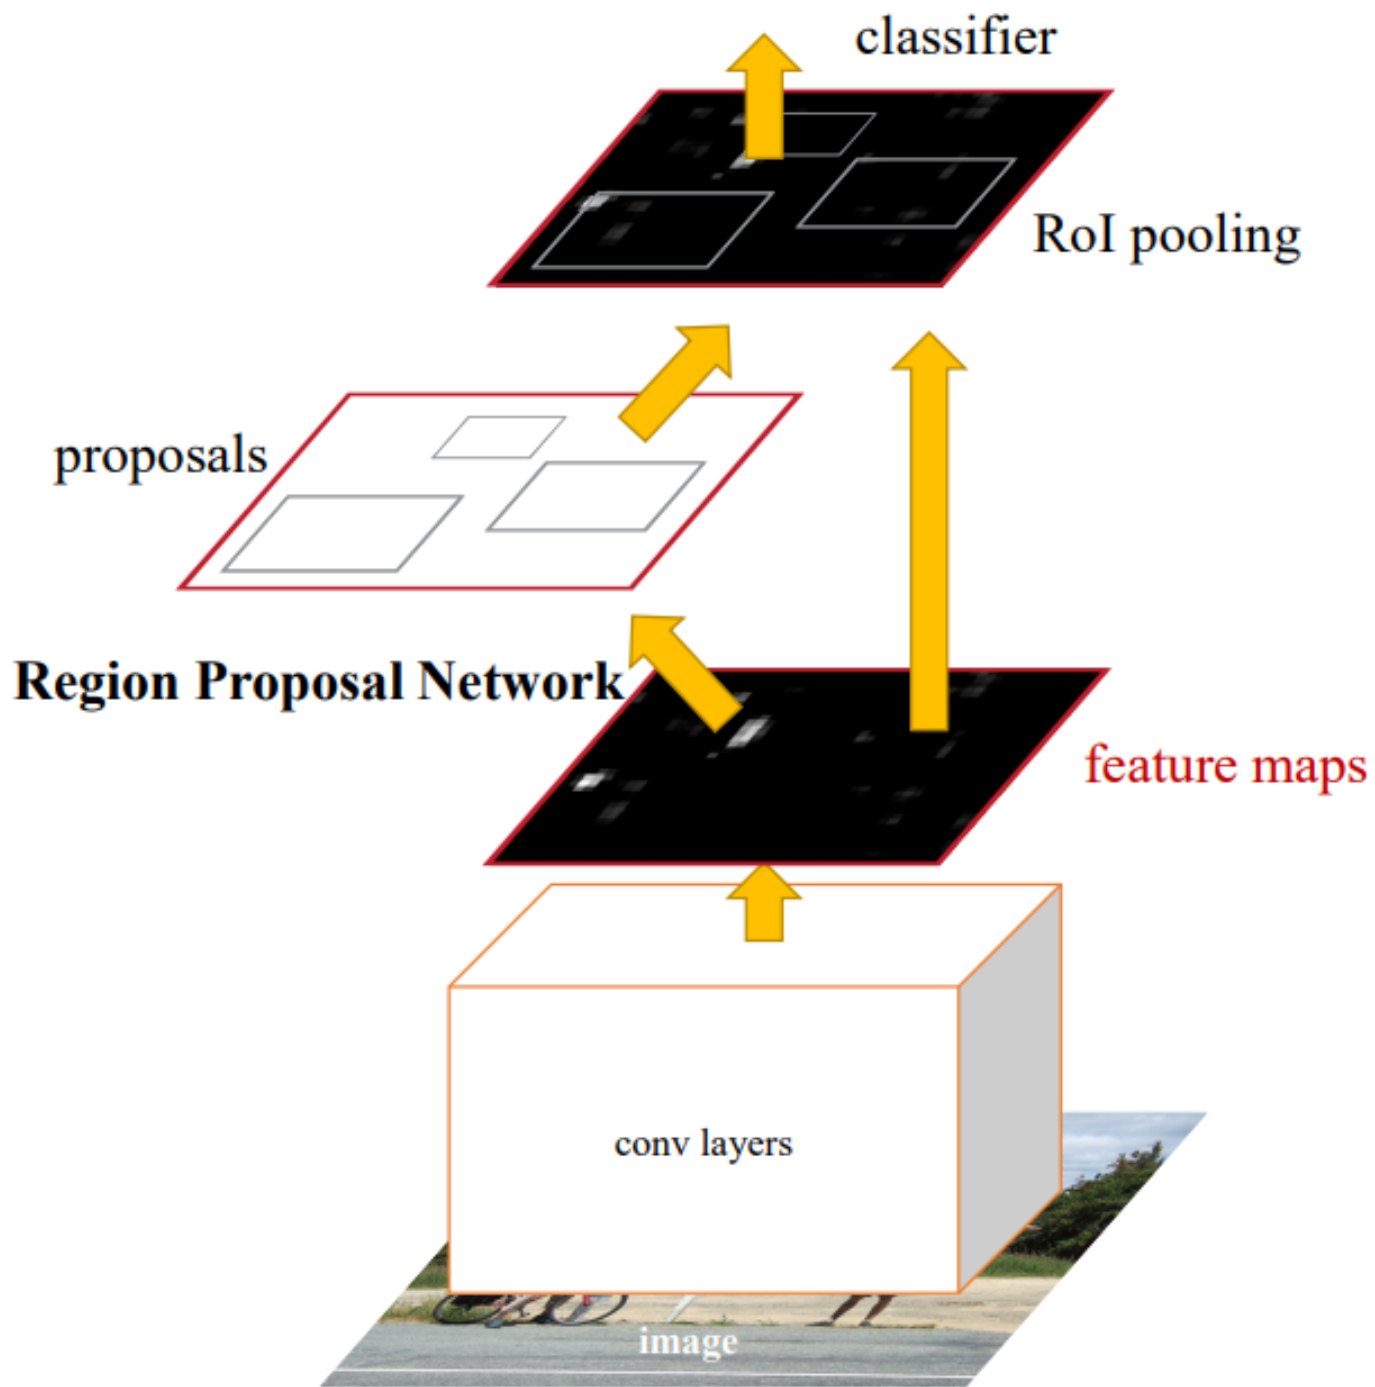 classifier
RoI pooling
proposals
Region Proposal Network
feature maps
conv layers
image